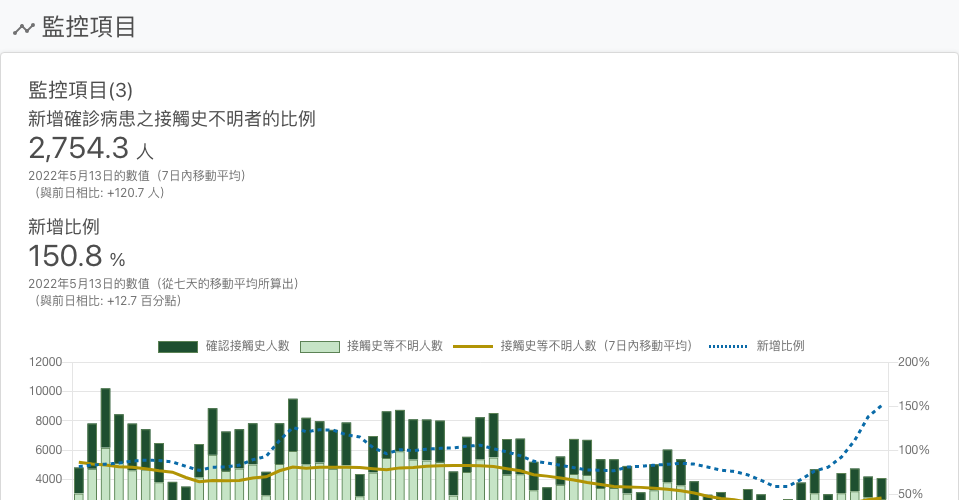 監控項目
監控項目(3)
新增確診病患之接觸史不明者的比例
2,754.3 人
2022年5月13日的數值（7日內移動平均）
（與前日相比: +120.7 人）
新增比例
150.8 %
2022年5月13日的數值（從七天的移動平均所算出）
（與前日相比: +12.7 百分點）
確認接觸史人數 接觸史等不明人數 接觸史等不明人數（7日內移動平均） 新增比例
12000 200%
10000
8000 150%
6000 100%
4000
50%